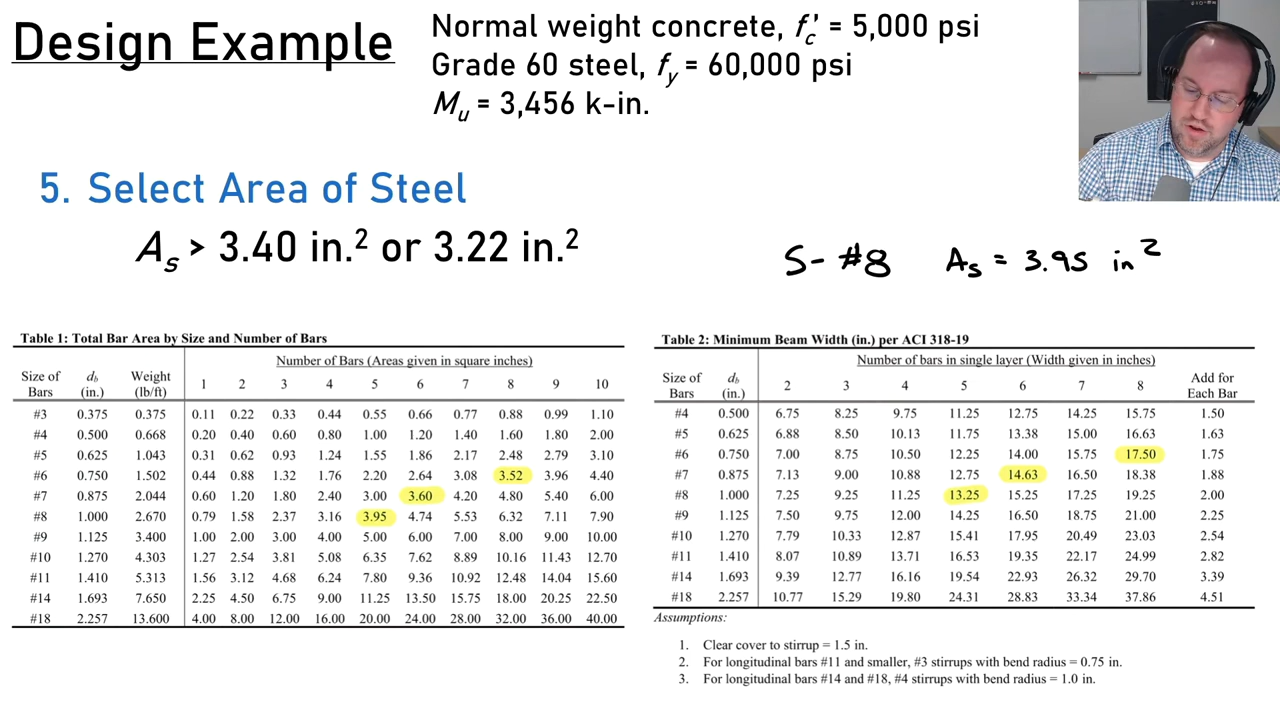 Design Example
Normal weight concrete, f'c = 5,000 psi
Grade 60 steel, fy = 60,000 psi
Mu = 3,456 k-in.
5. Select Area of Steel
As > 3.40 in.² or 3.22 in.²
5- #8 As = 3.95 in²
Table 1: Total Bar Area by Size and Number of Bars
Number of Bars (Areas given in square inches)
Size of Bars db (in.) Weight (lb/ft) 1 2 3 4 5 6 7 8 9 10
#3 0.375 0.375 0.11 0.22 0.33 0.44 0.55 0.66 0.77 0.88 0.99 1.10
#4 0.500 0.668 0.20 0.40 0.60 0.80 1.00 1.20 1.40 1.60 1.80 2.00
#5 0.625 1.043 0.31 0.62 0.93 1.24 1.55 1.86 2.17 2.48 2.79 3.10
#6 0.750 1.502 0.44 0.88 1.32 1.76 2.20 2.64 3.08 3.52 3.96 4.40
#7 0.875 2.044 0.60 1.20 1.80 2.40 3.00 3.60 4.20 4.80 5.40 6.00
#8 1.000 2.670 0.79 1.58 2.37 3.16 3.95 4.74 5.53 6.32 7.11 7.90
#9 1.125 3.400 1.00 2.00 3.00 4.00 5.00 6.00 7.00 8.00 9.00 10.00
#10 1.270 4.303 1.27 2.54 3.81 5.08 6.35 7.62 8.89 10.16 11.43 12.70
#11 1.410 5.313 1.56 3.12 4.68 6.24 7.80 9.36 10.92 12.48 14.04 15.60
#14 1.693 7.650 2.25 4.50 6.75 9.00 11.25 13.50 15.75 18.00 20.25 22.50
#18 2.257 13.600 4.00 8.00 12.00 16.00 20.00 24.00 28.00 32.00 36.00 40.00
Table 2: Minimum Beam Width (in.) per ACI 318-19
Number of bars in single layer (Width given in inches)
Size of Bars db (in.) 2 3 4 5 6 7 8 Add for Each Bar
#4 0.500 6.75 8.25 9.75 11.25 12.75 14.25 15.75 1.50
#5 0.625 6.88 8.50 10.13 11.75 13.38 15.00 16.63 1.63
#6 0.750 7.00 8.75 10.50 12.25 14.00 15.75 17.50 1.75
#7 0.875 7.13 9.00 10.88 12.75 14.63 16.50 18.38 1.88
#8 1.000 7.25 9.25 11.25 13.25 15.25 17.25 19.25 2.00
#9 1.125 7.50 9.75 12.00 14.25 16.50 18.75 21.00 2.25
#10 1.270 7.79 10.33 12.87 15.41 17.95 20.49 23.03 2.54
#11 1.410 8.07 10.89 13.71 16.53 19.35 22.17 24.99 2.82
#14 1.693 9.39 12.77 16.16 19.54 22.93 26.32 29.70 3.39
#18 2.257 10.77 15.29 19.80 24.31 28.83 33.34 37.86 4.51
Assumptions:
1. Clear cover to stirrup = 1.5 in.
2. For longitudinal bars #11 and smaller, #3 stirrups with bend radius = 0.75 in.
3. For longitudinal bars #14 and #18, #4 stirrups with bend radius = 1.0 in.